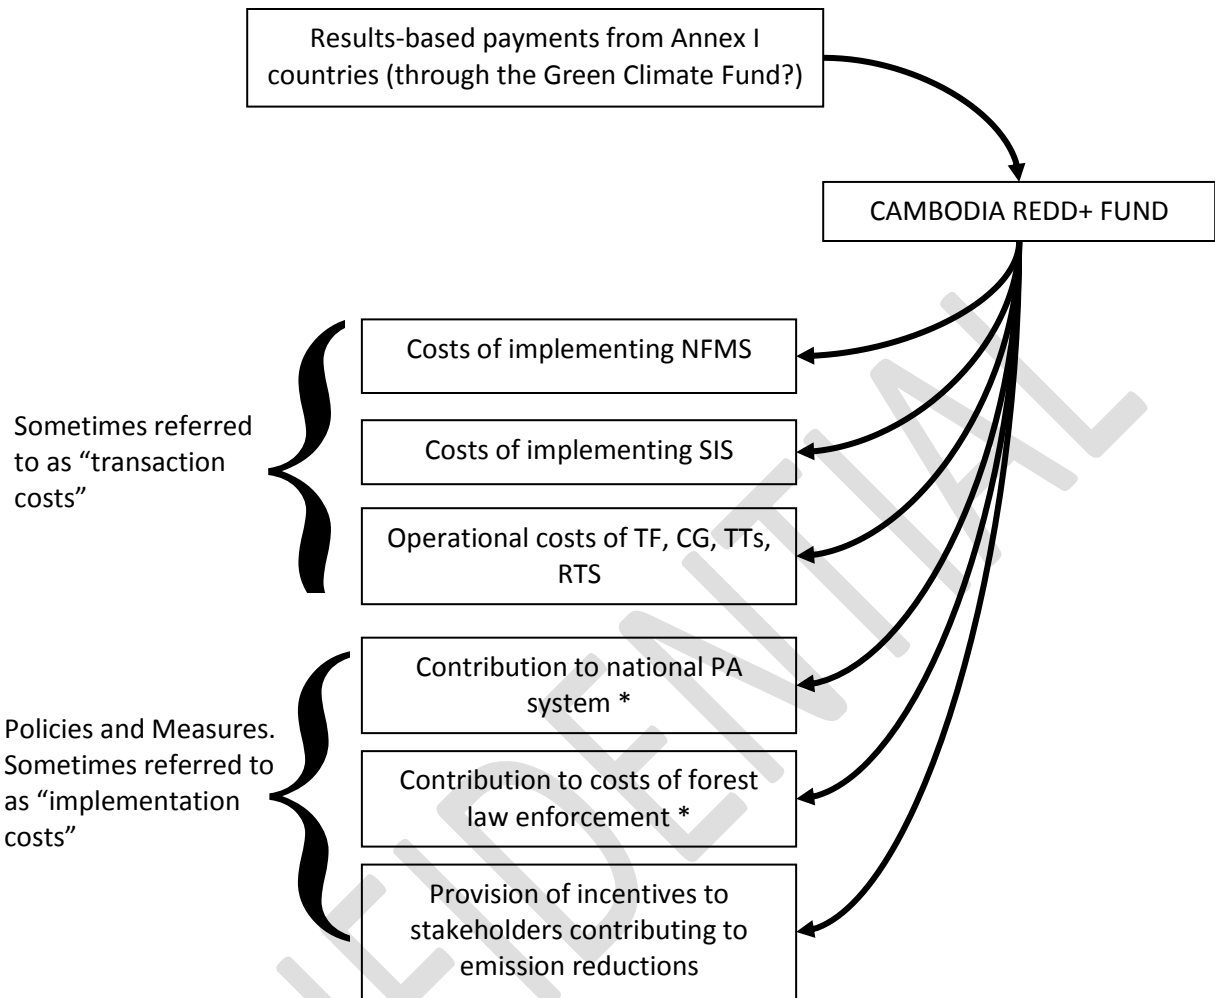 Results-based payments from Annex I
countries (through the Green Climate Fund?)
CAMBODIA REDD+ FUND
Costs of implementing NFMS
Sometimes referred
to as “transaction
costs”
Costs of implementing SIS
Operational costs of TF, CG, TTs,
RTS
Contribution to national PA
system *
Policies and Measures.
Sometimes referred to
as “implementation
costs”
Contribution to costs of forest
law enforcement *
Provision of incentives to
stakeholders contributing to
emission reductions
FIDENTIAL